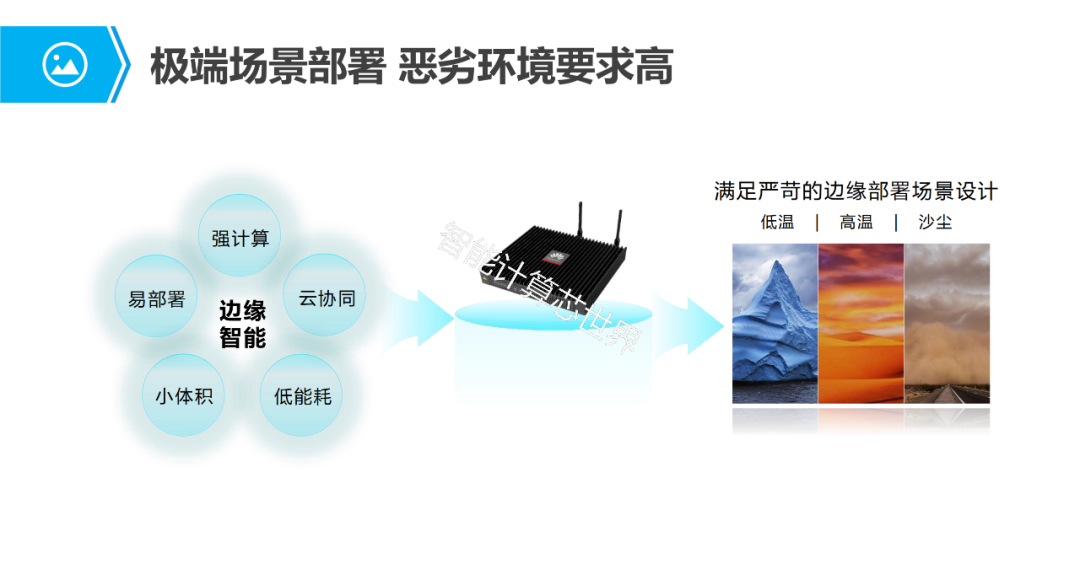 极端场景部署 恶劣环境要求高
强计算
易部署
云协同
边缘
智能
小体积
低能耗
智能计算芯世界
满足严苛的边缘部署场景设计
低温 | 高温 | 沙尘